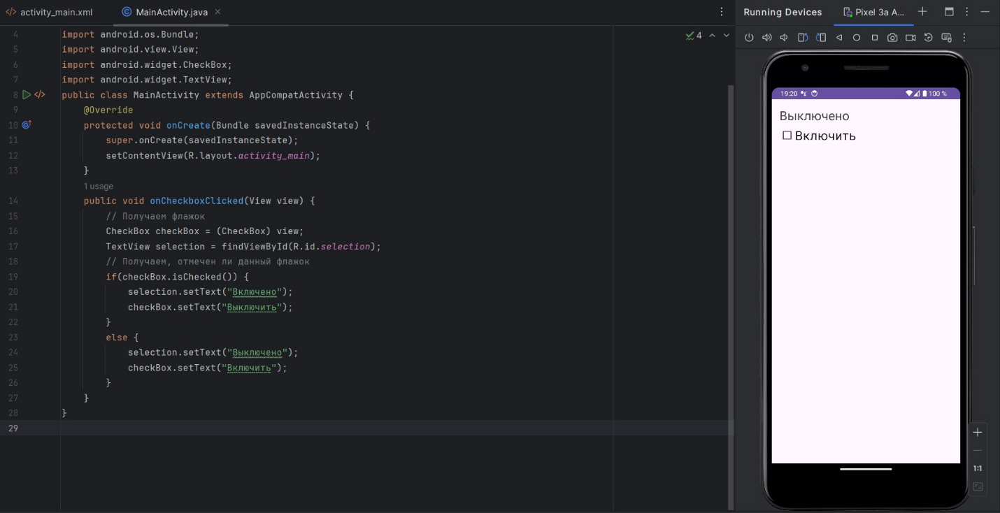 activity_main.xml
MainActivity.java
Running Devices
Pixel 3a A...
4 import android.os.Bundle;
5 import android.view.View;
6 import android.widget.CheckBox;
7 import android.widget.TextView;
8 public class MainActivity extends AppCompatActivity {
9 @Override
10 protected void onCreate(Bundle savedInstanceState) {
11 super.onCreate(savedInstanceState);
12 setContentView(R.layout.activity_main);
13 }
1 usage
14 public void onCheckboxClicked(View view) {
15 // Получаем флажок
16 CheckBox checkBox = (CheckBox) view;
17 TextView selection = findViewById(R.id.selection);
18 // Получаем, отмечен ли данный флажок
19 if(checkBox.isChecked()) {
20 selection.setText("Включено");
21 checkBox.setText("Выключить");
22 }
23 else {
24 selection.setText("Выключено");
25 checkBox.setText("Включить");
26 }
27 }
28 }
29
4
19:20
100 %
Выключено
Включить
1:1